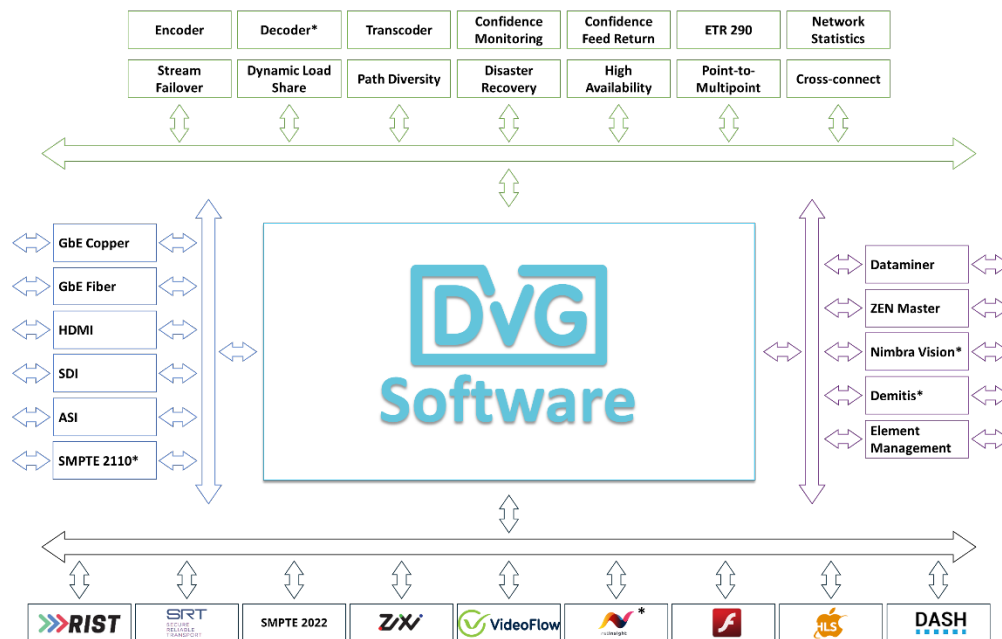 Encoder
Decoder*
Transcoder
Confidence
Monitoring
Confidence
Feed Return
ETR 290
Network
Statistics
Stream
Failover
Dynamic Load
Share
Path Diversity
Disaster
Recovery
High
Availability
Point-to-
Multipoint
Cross-connect
GbE Copper
GbE Fiber
HDMI
SDI
ASI
SMPTE 2110*
DVG
Software
Dataminer
ZEN Master
Nimbra Vision*
Demitis*
Element
Management
RIST
SRT
SECURE
RELIABLE
TRANSPORT
SMPTE 2022
ZiXi
VideoFlow
*
HLS
DASH